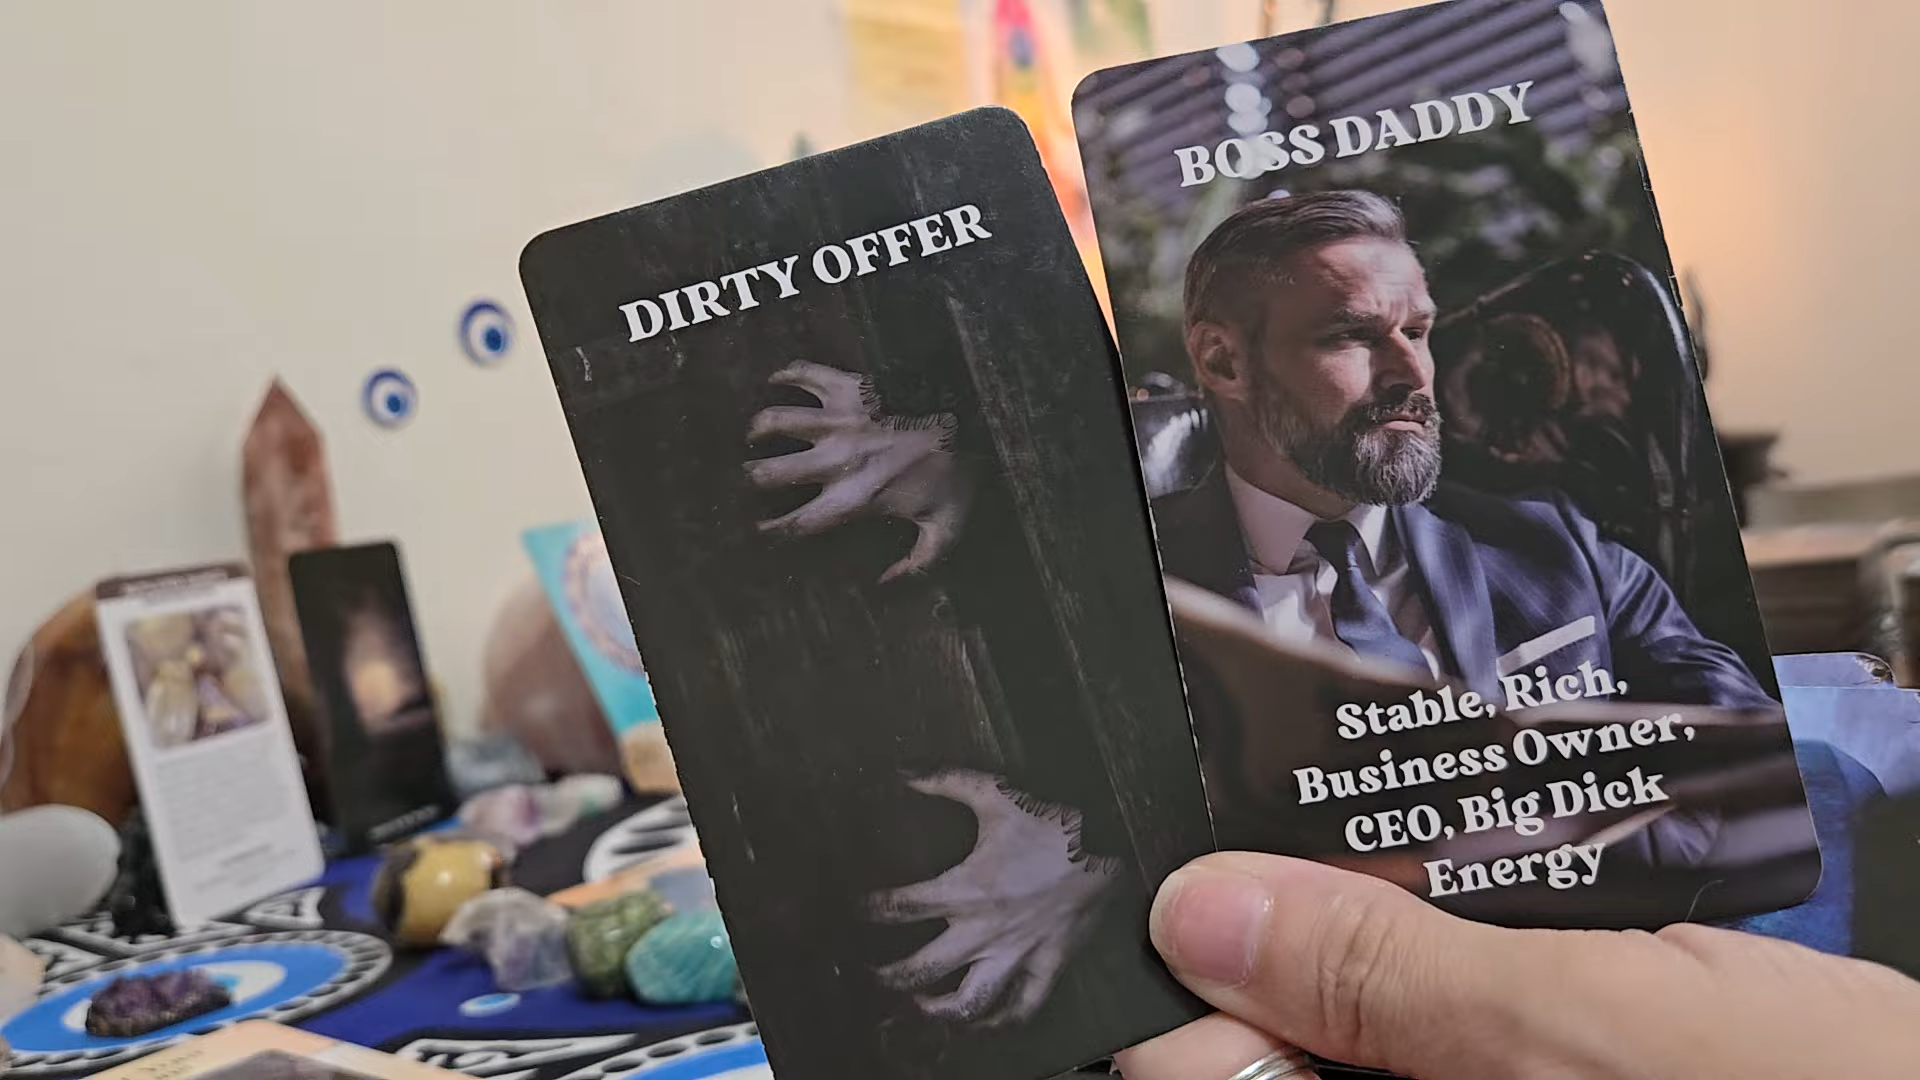 DIRTY OFFER
BOSS DADDY
Stable, Rich,
Business Owner,
CEO, Big Dick
Energy